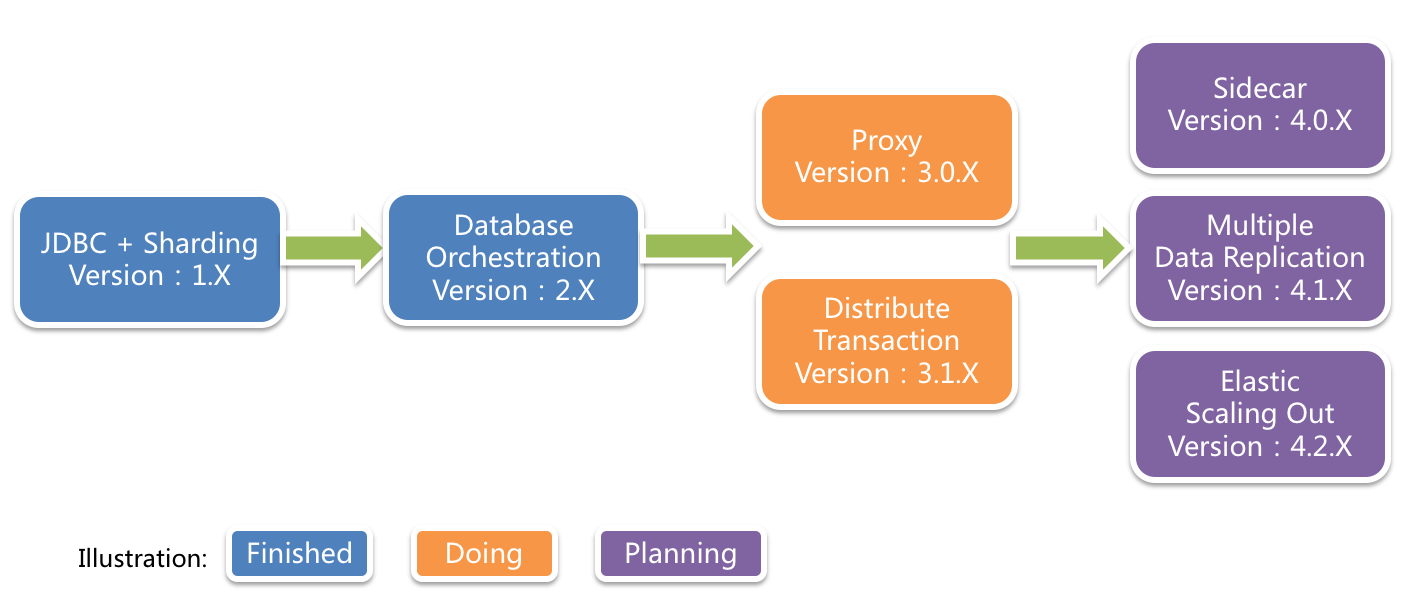 JDBC + Sharding
Version：1.X
Database
Orchestration
Version：2.X
Proxy
Version：3.0.X
Distribute
Transaction
Version：3.1.X
Sidecar
Version：4.0.X
Multiple
Data Replication
Version：4.1.X
Elastic
Scaling Out
Version：4.2.X
Illustration: Finished Doing Planning